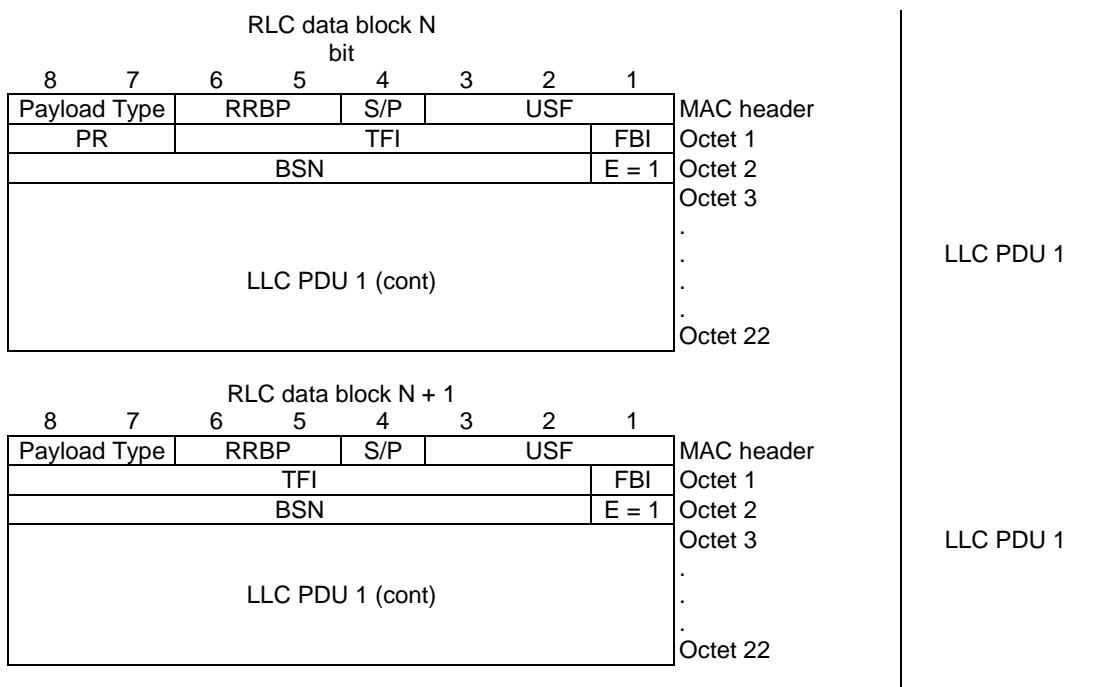 RLC data block N
bit
8 7 6 5 4 3 2 1
Payload Type RRBP S/P USF MAC header
PR TFI FBI Octet 1
BSN E = 1 Octet 2
Octet 3
.
.
LLC PDU 1
LLC PDU 1 (cont)
.
.
Octet 22
RLC data block N + 1
8 7 6 5 4 3 2 1
Payload Type RRBP S/P USF MAC header
TFI FBI Octet 1
BSN E = 1 Octet 2
Octet 3 LLC PDU 1
.
LLC PDU 1 (cont) .
.
Octet 22